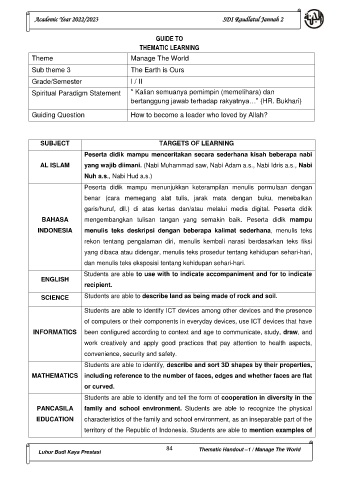 Academic Year 2022/2023 SDI Raudlatul Jannah 2
GUIDE TO
THEMATIC LEARNING
Theme Manage The World
Sub theme 3 The Earth is Ours
Grade/Semester I / II
Spiritual Paradigm Statement " Kalian semuanya pemimpin (memelihara) dan
bertanggung jawab terhadap rakyatnya…" (HR. Bukhari)
Guiding Question How to become a leader who loved by Allah?
SUBJECT TARGETS OF LEARNING
Peserta didik mampu menceritakan secara sederhana kisah beberapa nabi
AL ISLAM yang wajib diimani. (Nabi Muhammad saw, Nabi Adam a.s., Nabi Idris a.s., Nabi
Nuh a.s., Nabi Hud a.s.)
Peserta didik mampu menunjukkan keterampilan menulis permulaan dengan
benar (cara memegang alat tulis, jarak mata dengan buku, menebalkan
garis/huruf, dll.) di atas kertas dan/atau melalui media digital. Peserta didik
BAHASA mengembangkan tulisan tangan yang semakin baik. Peserta didik mampu
INDONESIA menulis teks deskripsi dengan beberapa kalimat sederhana, menulis teks
rekon tentang pengalaman diri, menulis kembali narasi berdasarkan teks fiksi
yang dibaca atau didengar, menulis teks prosedur tentang kehidupan sehari-hari,
dan menulis teks eksposisi tentang kehidupan sehari-hari.
ENGLISH Students are able to use with to indicate accompaniment and for to indicate
recipient.
SCIENCE Students are able to describe land as being made of rock and soil.
Students are able to identify ICT devices among other devices and the presence
of computers or their components in everyday devices, use ICT devices that have
INFORMATICS been configured according to context and age to communicate, study, draw, and
work creatively and apply good practices that pay attention to health aspects,
convenience, security and safety.
Students are able to identify, describe and sort 3D shapes by their properties,
MATHEMATICS including reference to the number of faces, edges and whether faces are flat
or curved.
Students are able to identify and tell the form of cooperation in diversity in the
PANCASILA family and school environment. Students are able to recognize the physical
EDUCATION characteristics of the family and school environment, as an inseparable part of the
territory of the Republic of Indonesia. Students are able to mention examples of
Luhur Budi Kaya Prestasi 84 Thematic Handout –1 / Manage The World